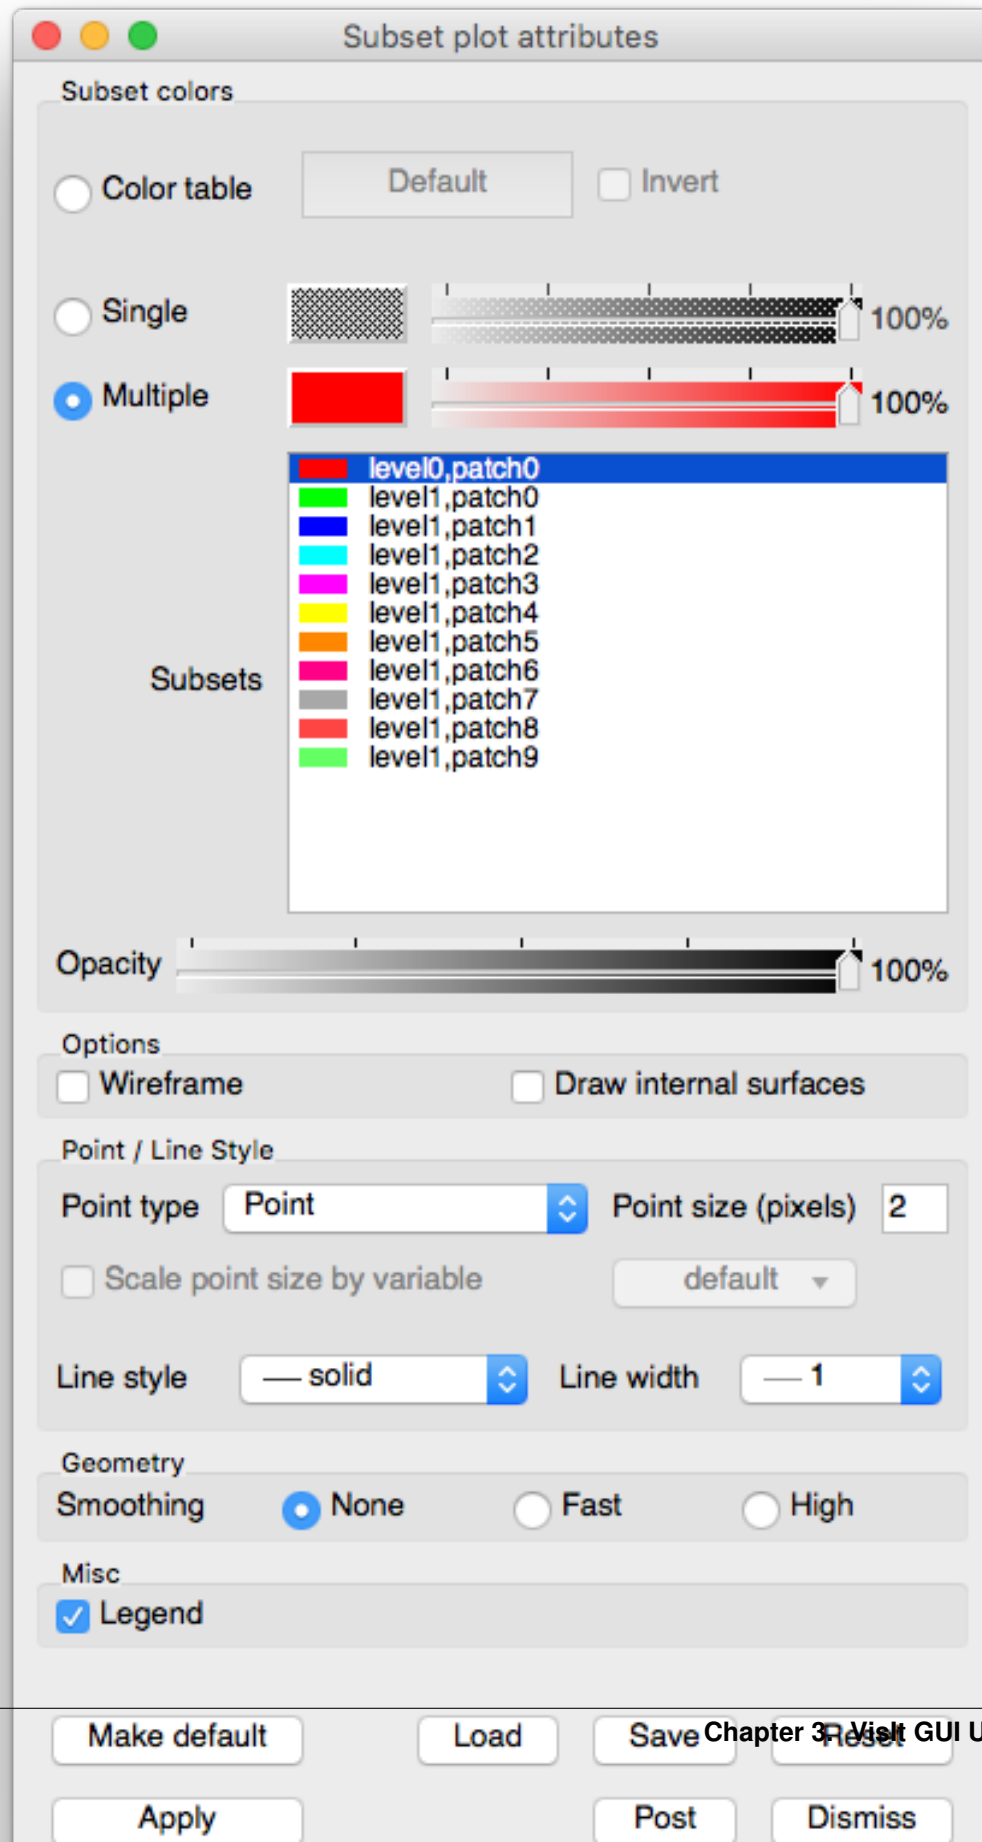 Subset plot attributes
Subset colors
Color table Default Invert
Single 100%
Multiple 100%
level0,patch0
level1,patch0
level1,patch1
level1,patch2
level1,patch3
level1,patch4
level1,patch5
level1,patch6
Subsets
level1,patch7
level1,patch8
level1,patch9
Opacity 100%
Options
Wireframe Draw internal surfaces
Point / Line Style
Point type Point Point size (pixels) 2
Scale point size by variable default
Line style solid Line width 1
Geometry
Smoothing None Fast High
Misc
Legend
Make default Load Save Reset
Chapter 3. VisIt GUI U
Apply Post Dismiss